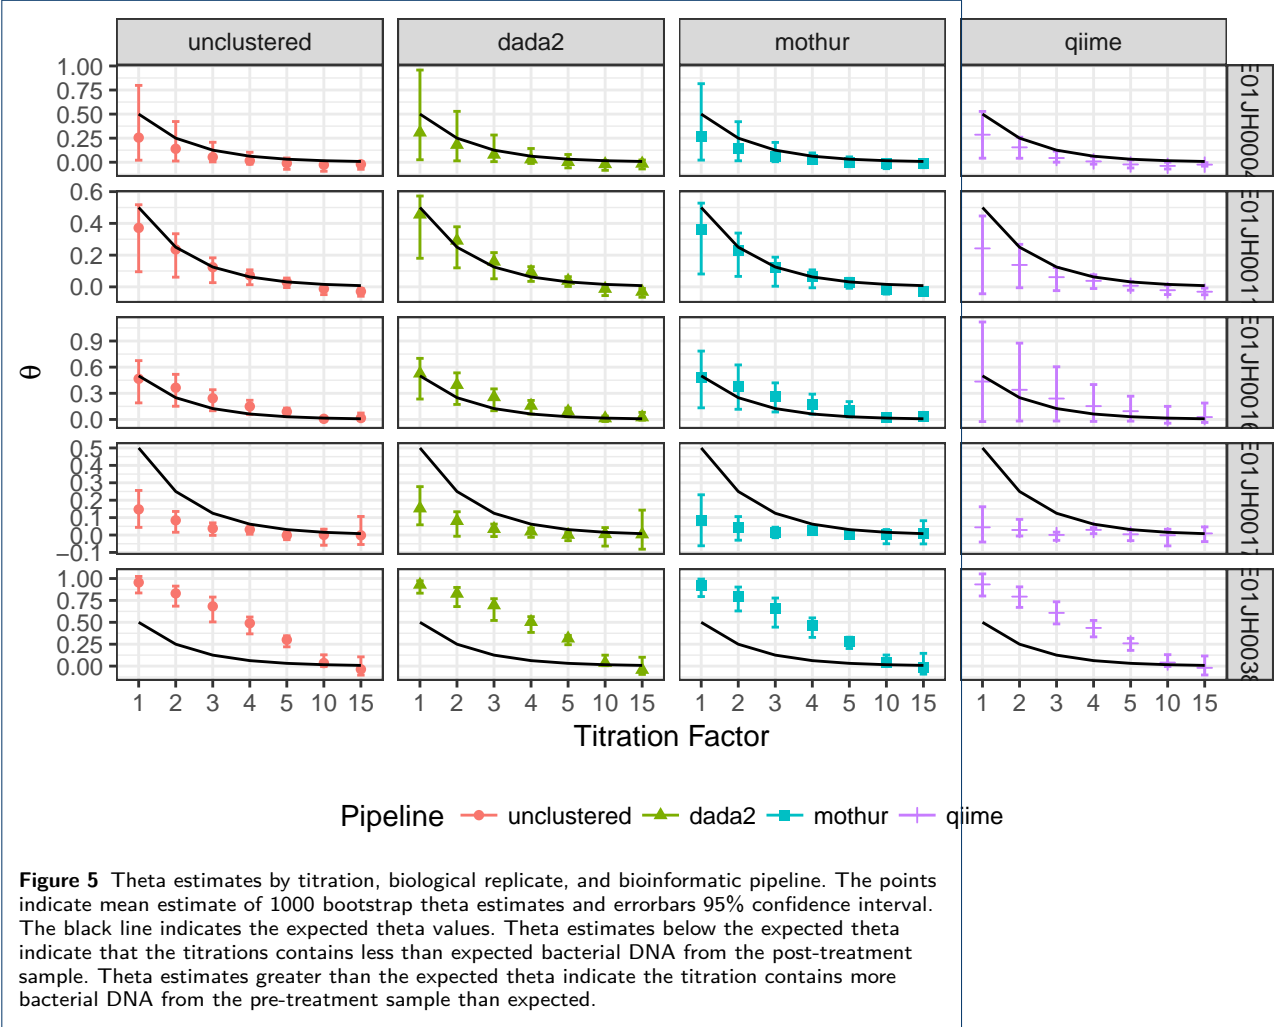 unclustered dada2 mothur qiime
1.00
0.75
0.50
0.25
0.00
E01JH0004
0.6
0.4
0.2
0.0
E01JH0011
0.9
0.6
0.3
0.0
E01JH0016
0.5
0.4
0.3
0.2
0.1
0.0
−0.1
E01JH0017
1.00
0.75
0.50
0.25
0.00
E01JH0038
θ
1 2 3 4 5 10 15 1 2 3 4 5 10 15 1 2 3 4 5 10 15 1 2 3 4 5 10 15
Titration Factor
Pipeline unclustered dada2 mothur qiime
Figure 5 Theta estimates by titration, biological replicate, and bioinformatic pipeline. The points
indicate mean estimate of 1000 bootstrap theta estimates and errorbars 95% confidence interval.
The black line indicates the expected theta values. Theta estimates below the expected theta
indicate that the titrations contains less than expected bacterial DNA from the post-treatment
sample. Theta estimates greater than the expected theta indicate the titration contains more
bacterial DNA from the pre-treatment sample than expected.